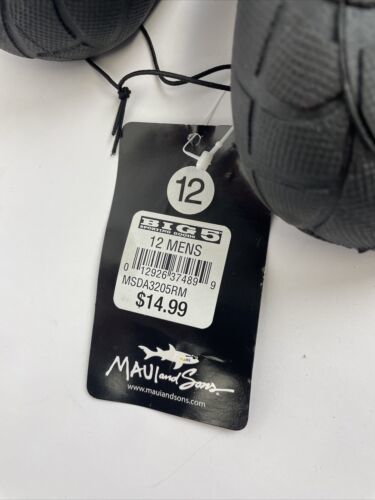 12
BIG 5
SPORTING GOODS
12 MENS
0 12926 37489 9
MSDA3205RM
$14.99
MAUI and Sons
www.mauiandsons.com